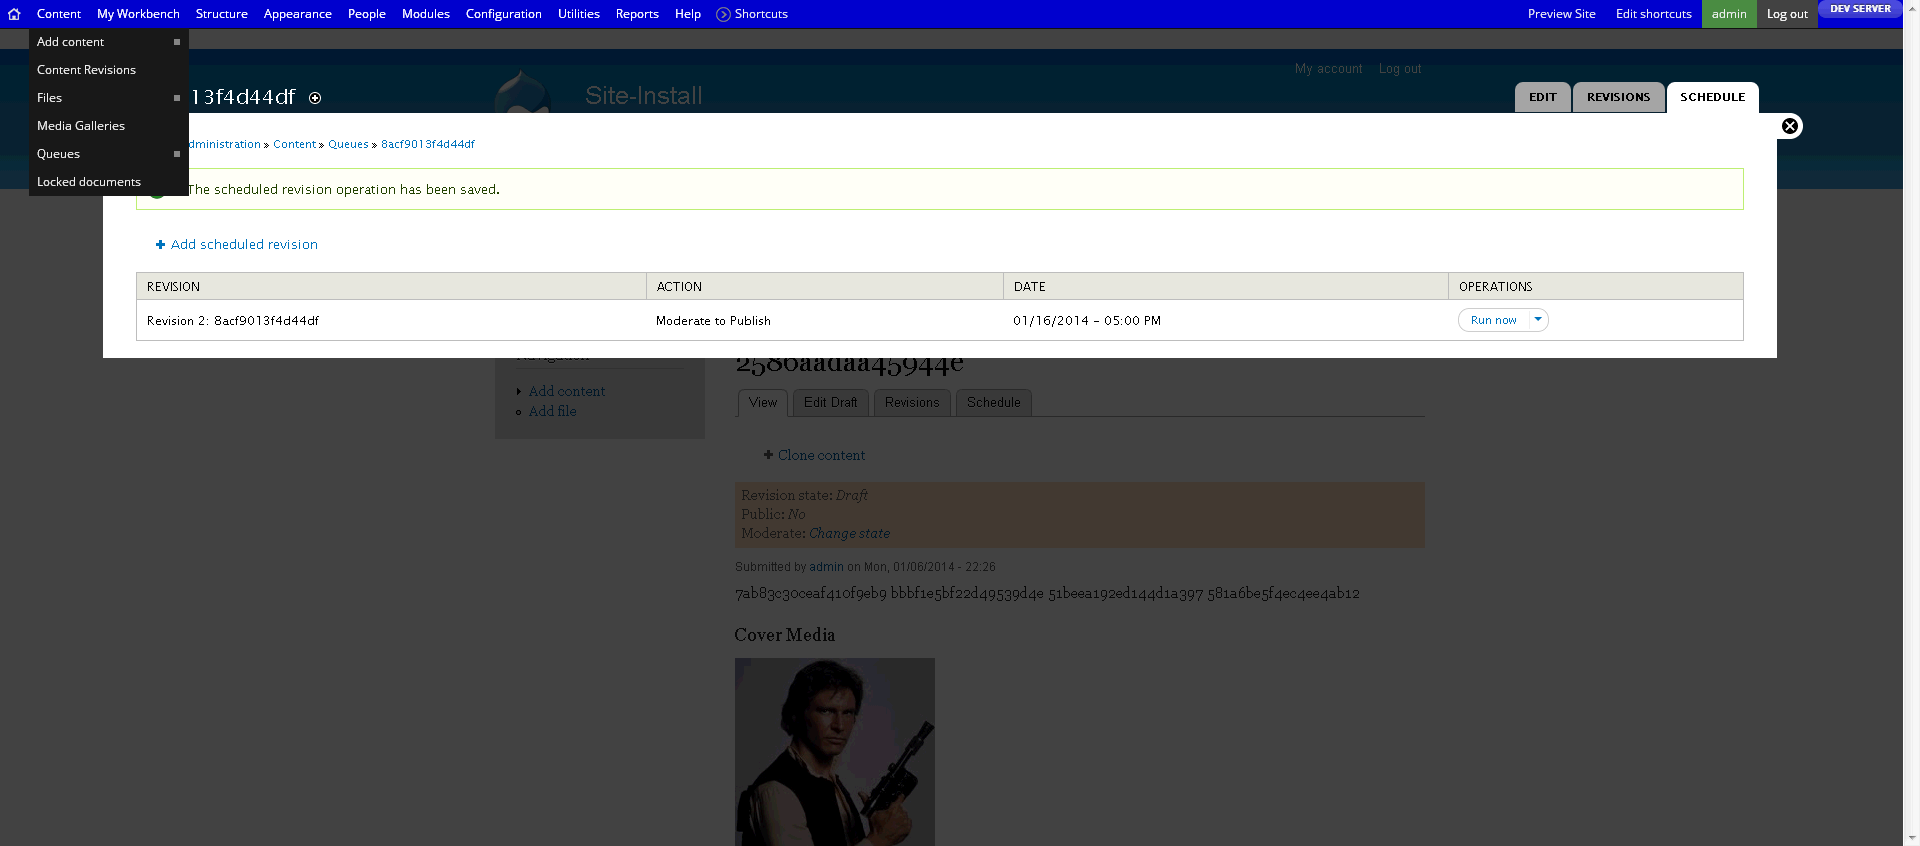 Content My Workbench Structure Appearance People Modules Configuration Utilities Reports Help Shortcuts Preview Site Edit shortcuts admin Log out DEV SERVER
Add content
Content Revisions
Files
Media Galleries
Queues
Locked documents
My account Log out
13f4d44df
Site-Install
EDIT REVISIONS SCHEDULE
dministration » Content » Queues » 8acf9013f4d44df
The scheduled revision operation has been saved.
Add scheduled revision
REVISION ACTION DATE OPERATIONS
Revision 2: 8acf9013f4d44df Moderate to Publish 01/16/2014 - 05:00 PM Run now
Navigation
2586aadaa45944e
Add content
Add file
View Edit Draft Revisions Schedule
Clone content
Revision state: Draft
Public: No
Moderate: Change state
Submitted by admin on Mon, 01/06/2014 - 22:26
7ab83c30ceaf410f9eb9 bbbf1e5bf22d49539d4e 51beea192ed144d1a397 581a6be5f4ec4ee4ab12
Cover Media